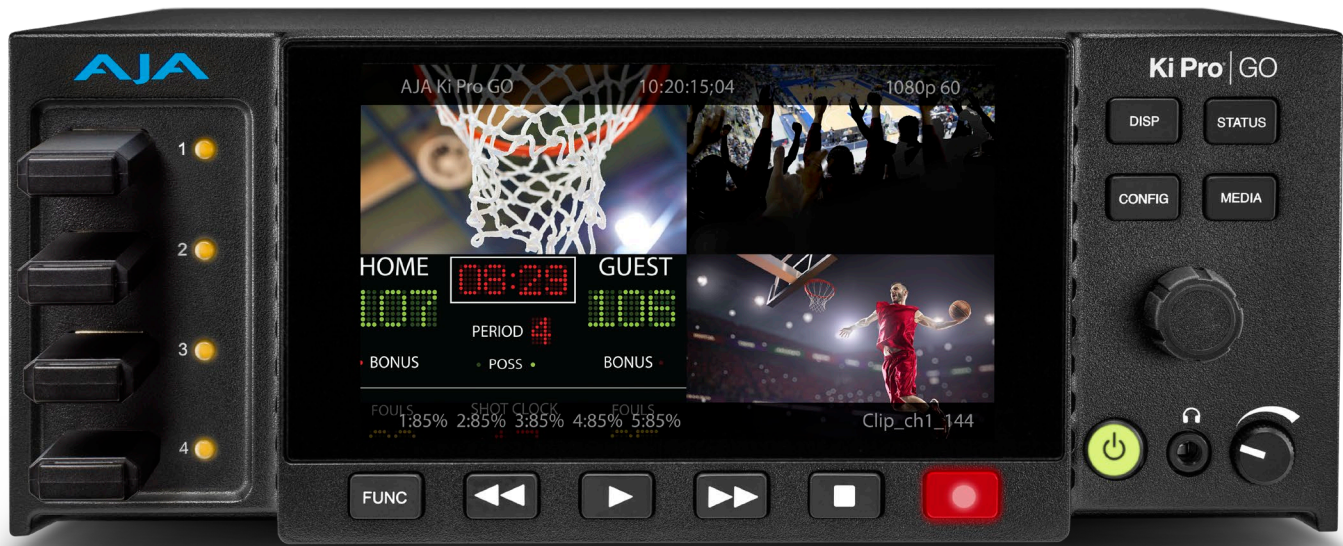 AJA
Ki Pro GO
AJA Ki Pro GO 10:20:15;04 1080p 60
DISP STATUS
CONFIG MEDIA
1
2
3
4
HOME 08:29 GUEST
107 106
PERIOD 4
BONUS POSS BONUS
FOULS SHOT CLOCK FOULS
1:85% 2:85% 3:85% 4:85% 5:85% Clip_ch1_144
FUNC